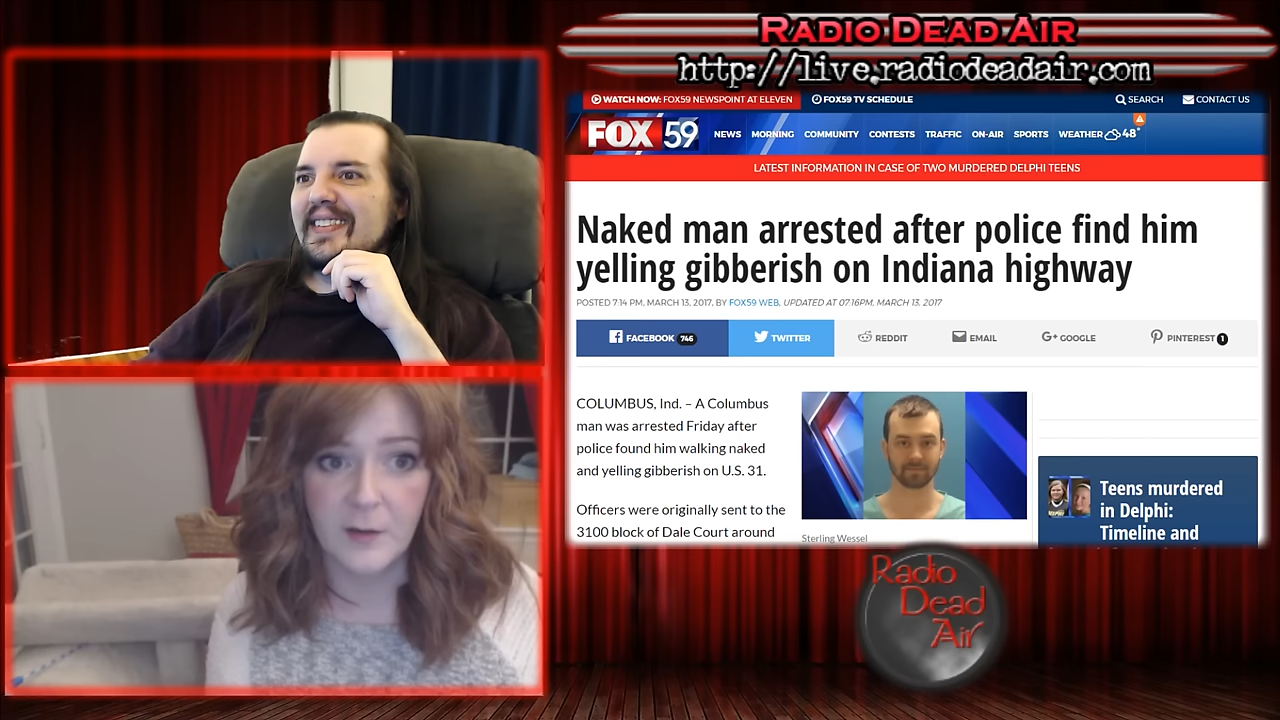 RADIO DEAD AIR
http://live.radiodeadair.com
WATCH NOW: FOX59 NEWSPOINT AT ELEVEN
FOX59 TV SCHEDULE
SEARCH
CONTACT US
FOX 59
NEWS MORNING COMMUNITY CONTESTS TRAFFIC ON-AIR SPORTS WEATHER 48°
LATEST INFORMATION IN CASE OF TWO MURDERED DELPHI TEENS
Naked man arrested after police find him
yelling gibberish on Indiana highway
POSTED 7:14 PM, MARCH 13, 2017, BY FOX59 WEB, UPDATED AT 07:16PM, MARCH 13, 2017
FACEBOOK 746 TWITTER REDDIT EMAIL G+ GOOGLE PINTEREST 1
COLUMBUS, Ind. – A Columbus
man was arrested Friday after
police found him walking naked
and yelling gibberish on U.S. 31.
Officers were originally sent to the
3100 block of Dale Court around
Sterling Wessel
Teens murdered
in Delphi:
Timeline and
Radio
Dead
Air